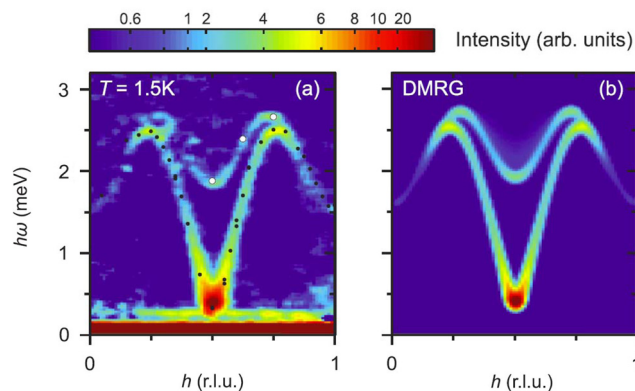 0.6 1 2 4 6 8 10 20
Intensity (arb. units)
T = 1.5K (a) DMRG (b)
3
2
1
0
ħω (meV)
0 1 0 1
h (r.l.u.) h (r.l.u.)